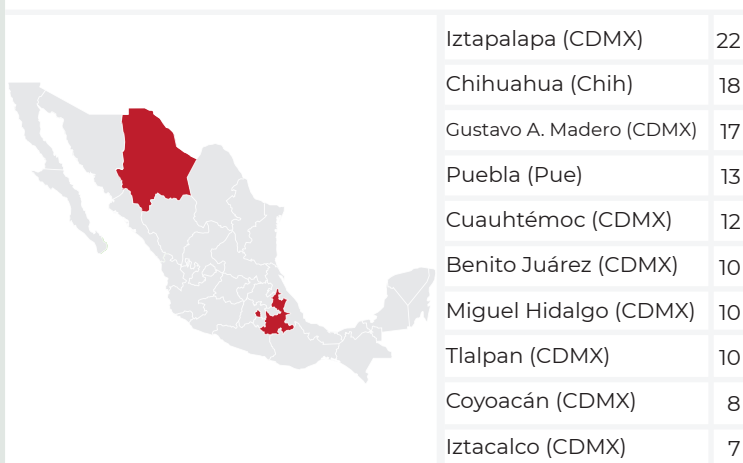 Iztapalapa (CDMX) 22
Chihuahua (Chih) 18
Gustavo A. Madero (CDMX) 17
Puebla (Pue) 13
Cuauhtémoc (CDMX) 12
Benito Juárez (CDMX) 10
Miguel Hidalgo (CDMX) 10
Tlalpan (CDMX) 10
Coyoacán (CDMX) 8
Iztacalco (CDMX) 7